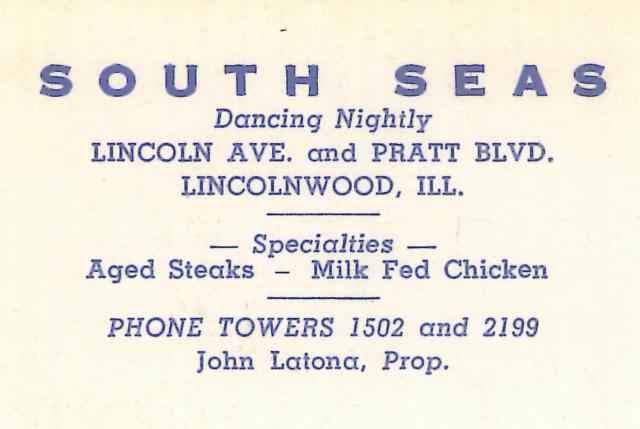 SOUTH SEAS
Dancing Nightly
LINCOLN AVE. and PRATT BLVD.
LINCOLNWOOD, ILL.
— Specialties —
Aged Steaks – Milk Fed Chicken
PHONE TOWERS 1502 and 2199
John Latona, Prop.